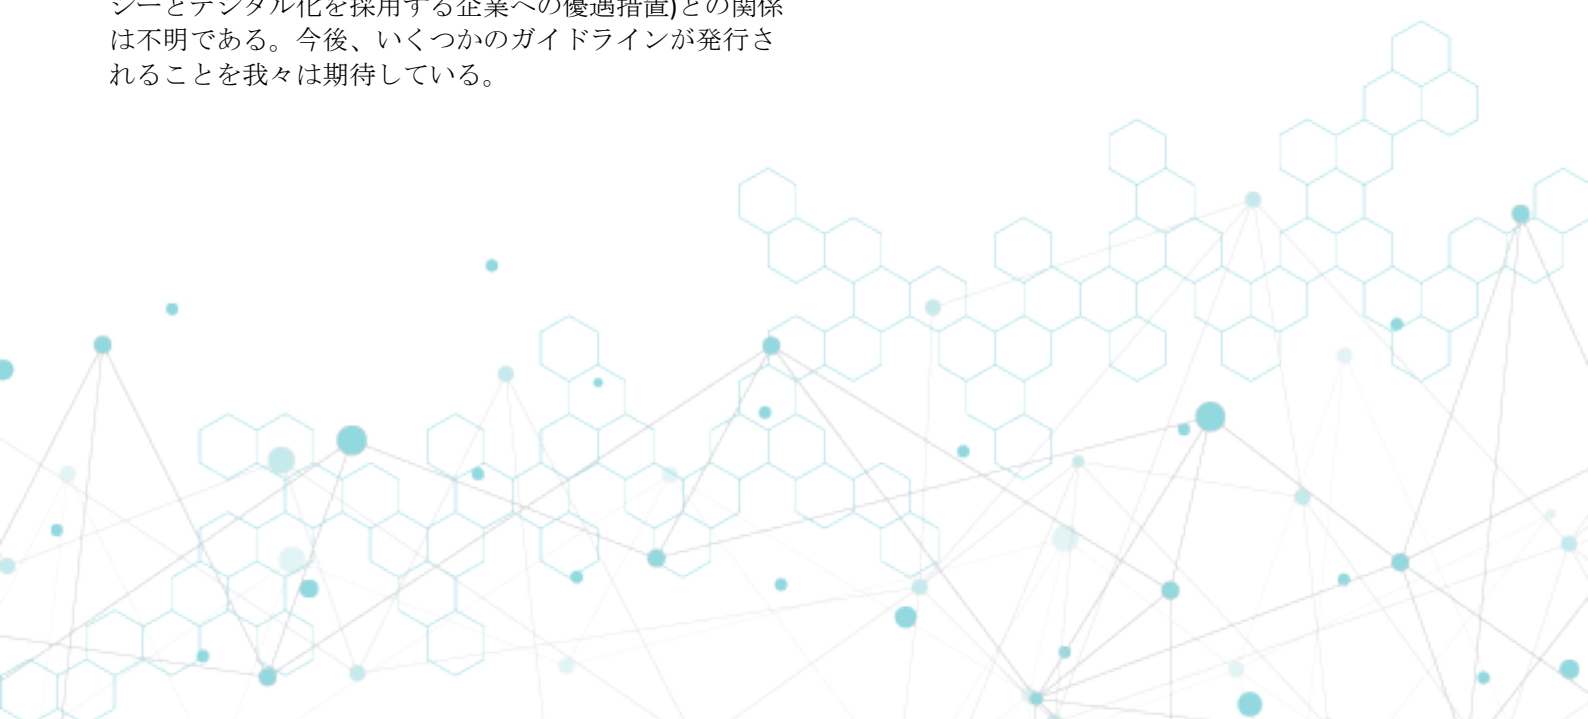 シーとデジタル化を採用する企業への優遇措置)との関係
は不明である。今後、いくつかのガイドラインが発行さ
れることを我々は期待している。